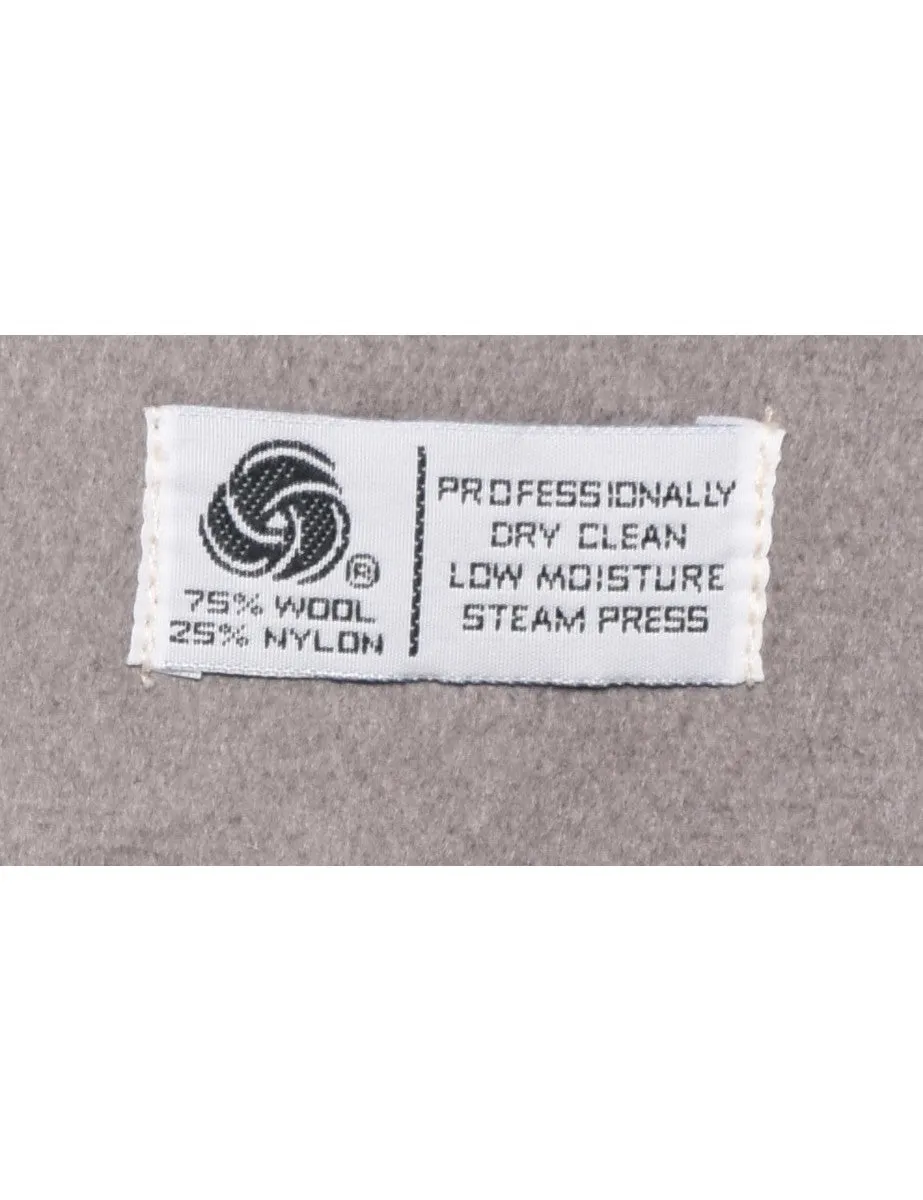 ®
75% WOOL
25% NYLON
PROFESSIONALLY
DRY CLEAN
LOW MOISTURE
STEAM PRESS